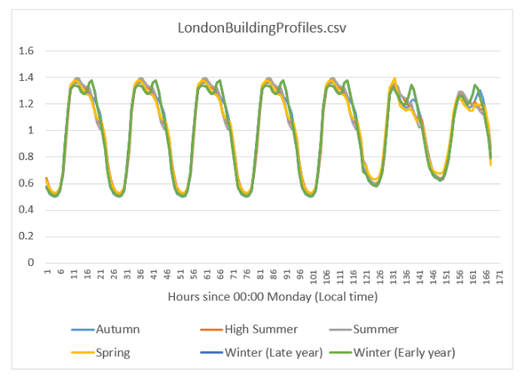 LondonBuildingProfiles.csv
1.6
1.4
1.2
1
0.8
0.6
0.4
0.2
0
1 6 11 16 21 26 31 36 41 46 51 56 61 66 71 76 81 86 91 96 101 106 111 116 121 126 131 136 141 146 151 156 161 166 171
Hours since 00:00 Monday (Local time)
Autumn High Summer Summer
Spring Winter (Late year) Winter (Early year)